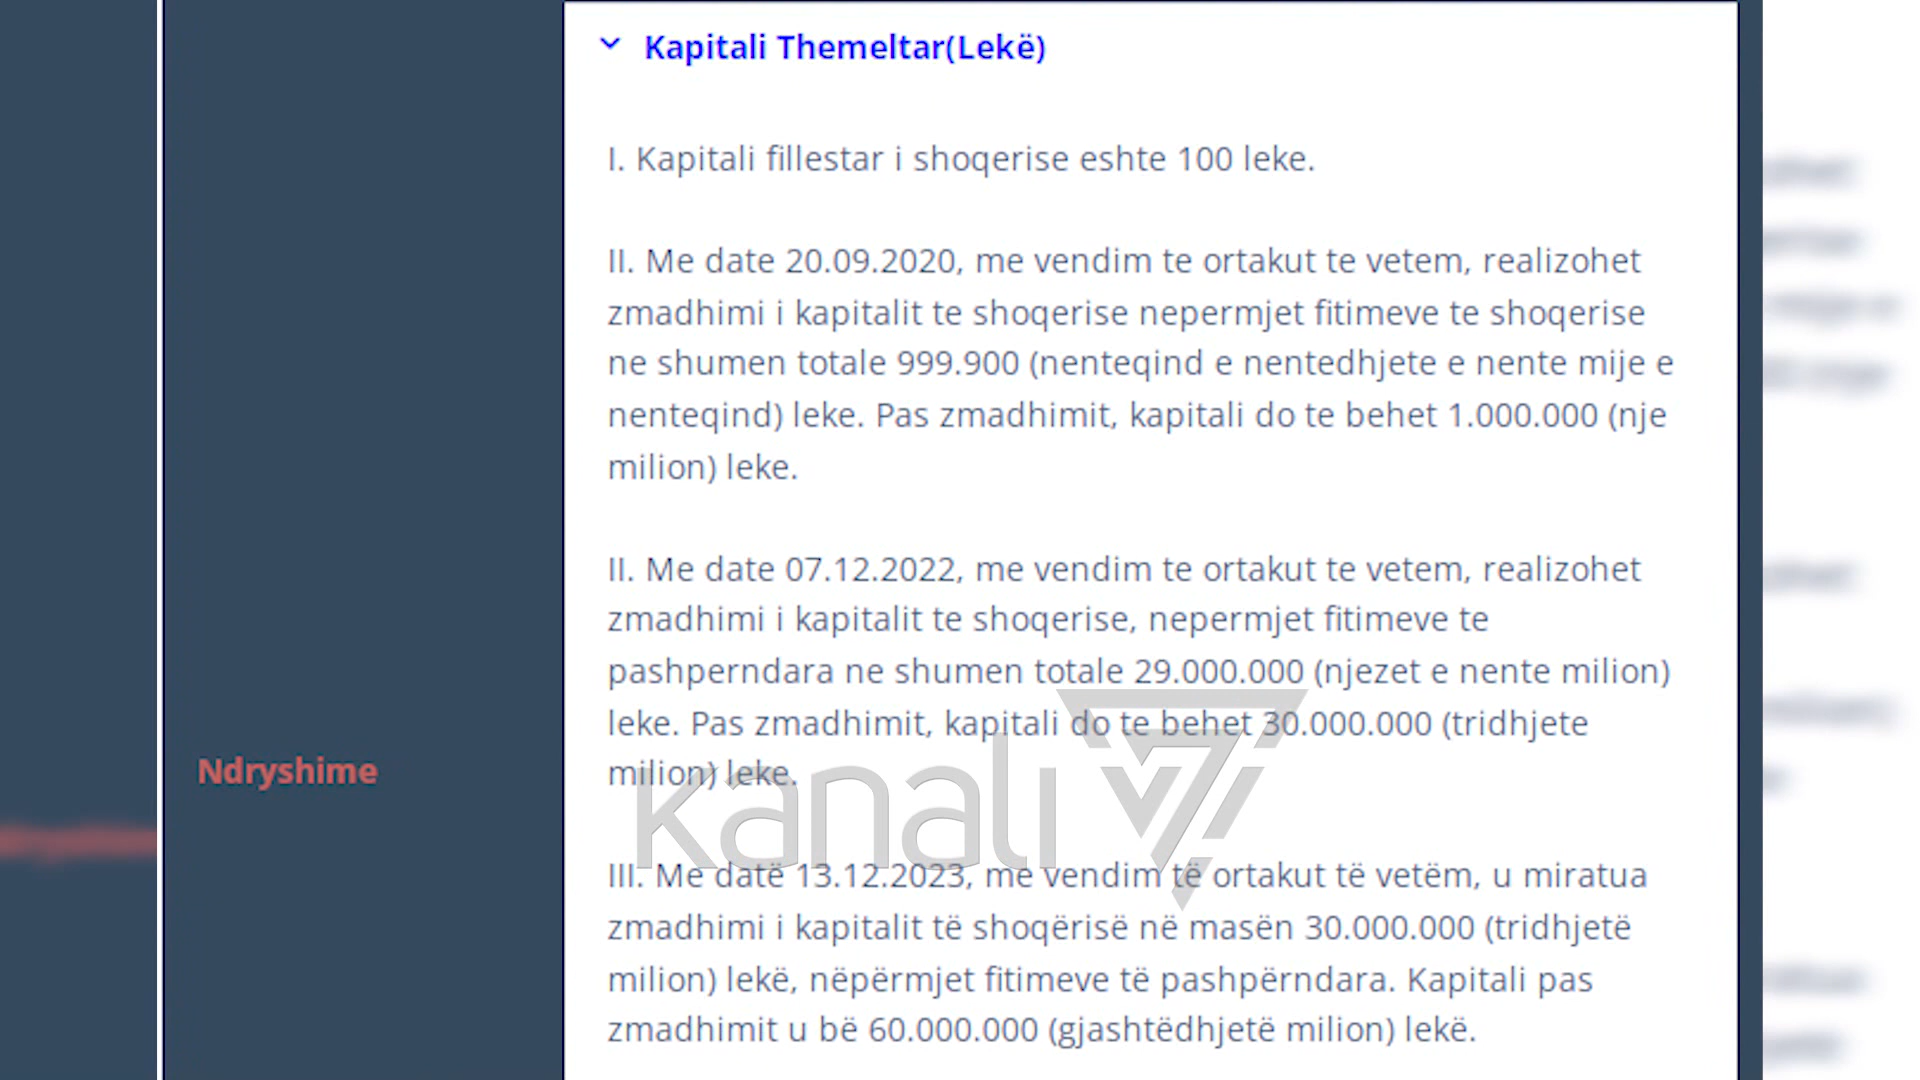 Kapitali Themeltar(Lekë)
I. Kapitali fillestar i shoqerise eshte 100 leke.
II. Me date 20.09.2020, me vendim te ortakut te vetem, realizohet
zmadhimi i kapitalit te shoqerise nepermjet fitimeve te shoqerise
ne shumen totale 999.900 (nenteqind e nentedhjete e nente mije e
nenteqind) leke. Pas zmadhimit, kapitali do te behet 1.000.000 (nje
milion) leke.
II. Me date 07.12.2022, me vendim te ortakut te vetem, realizohet
zmadhimi i kapitalit te shoqerise, nepermjet fitimeve te
pashperndara ne shumen totale 29.000.000 (njezet e nente milion)
leke. Pas zmadhimit, kapitali do te behet 30.000.000 (tridhjete
milion) leke.
Ndryshime
kanali 7
III. Me datë 13.12.2023, me vendim të ortakut të vetëm, u miratua
zmadhimi i kapitalit të shoqërisë në masën 30.000.000 (tridhjetë
milion) lekë, nëpërmjet fitimeve të pashpërndara. Kapitali pas
zmadhimit u bë 60.000.000 (gjashtëdhjetë milion) lekë.